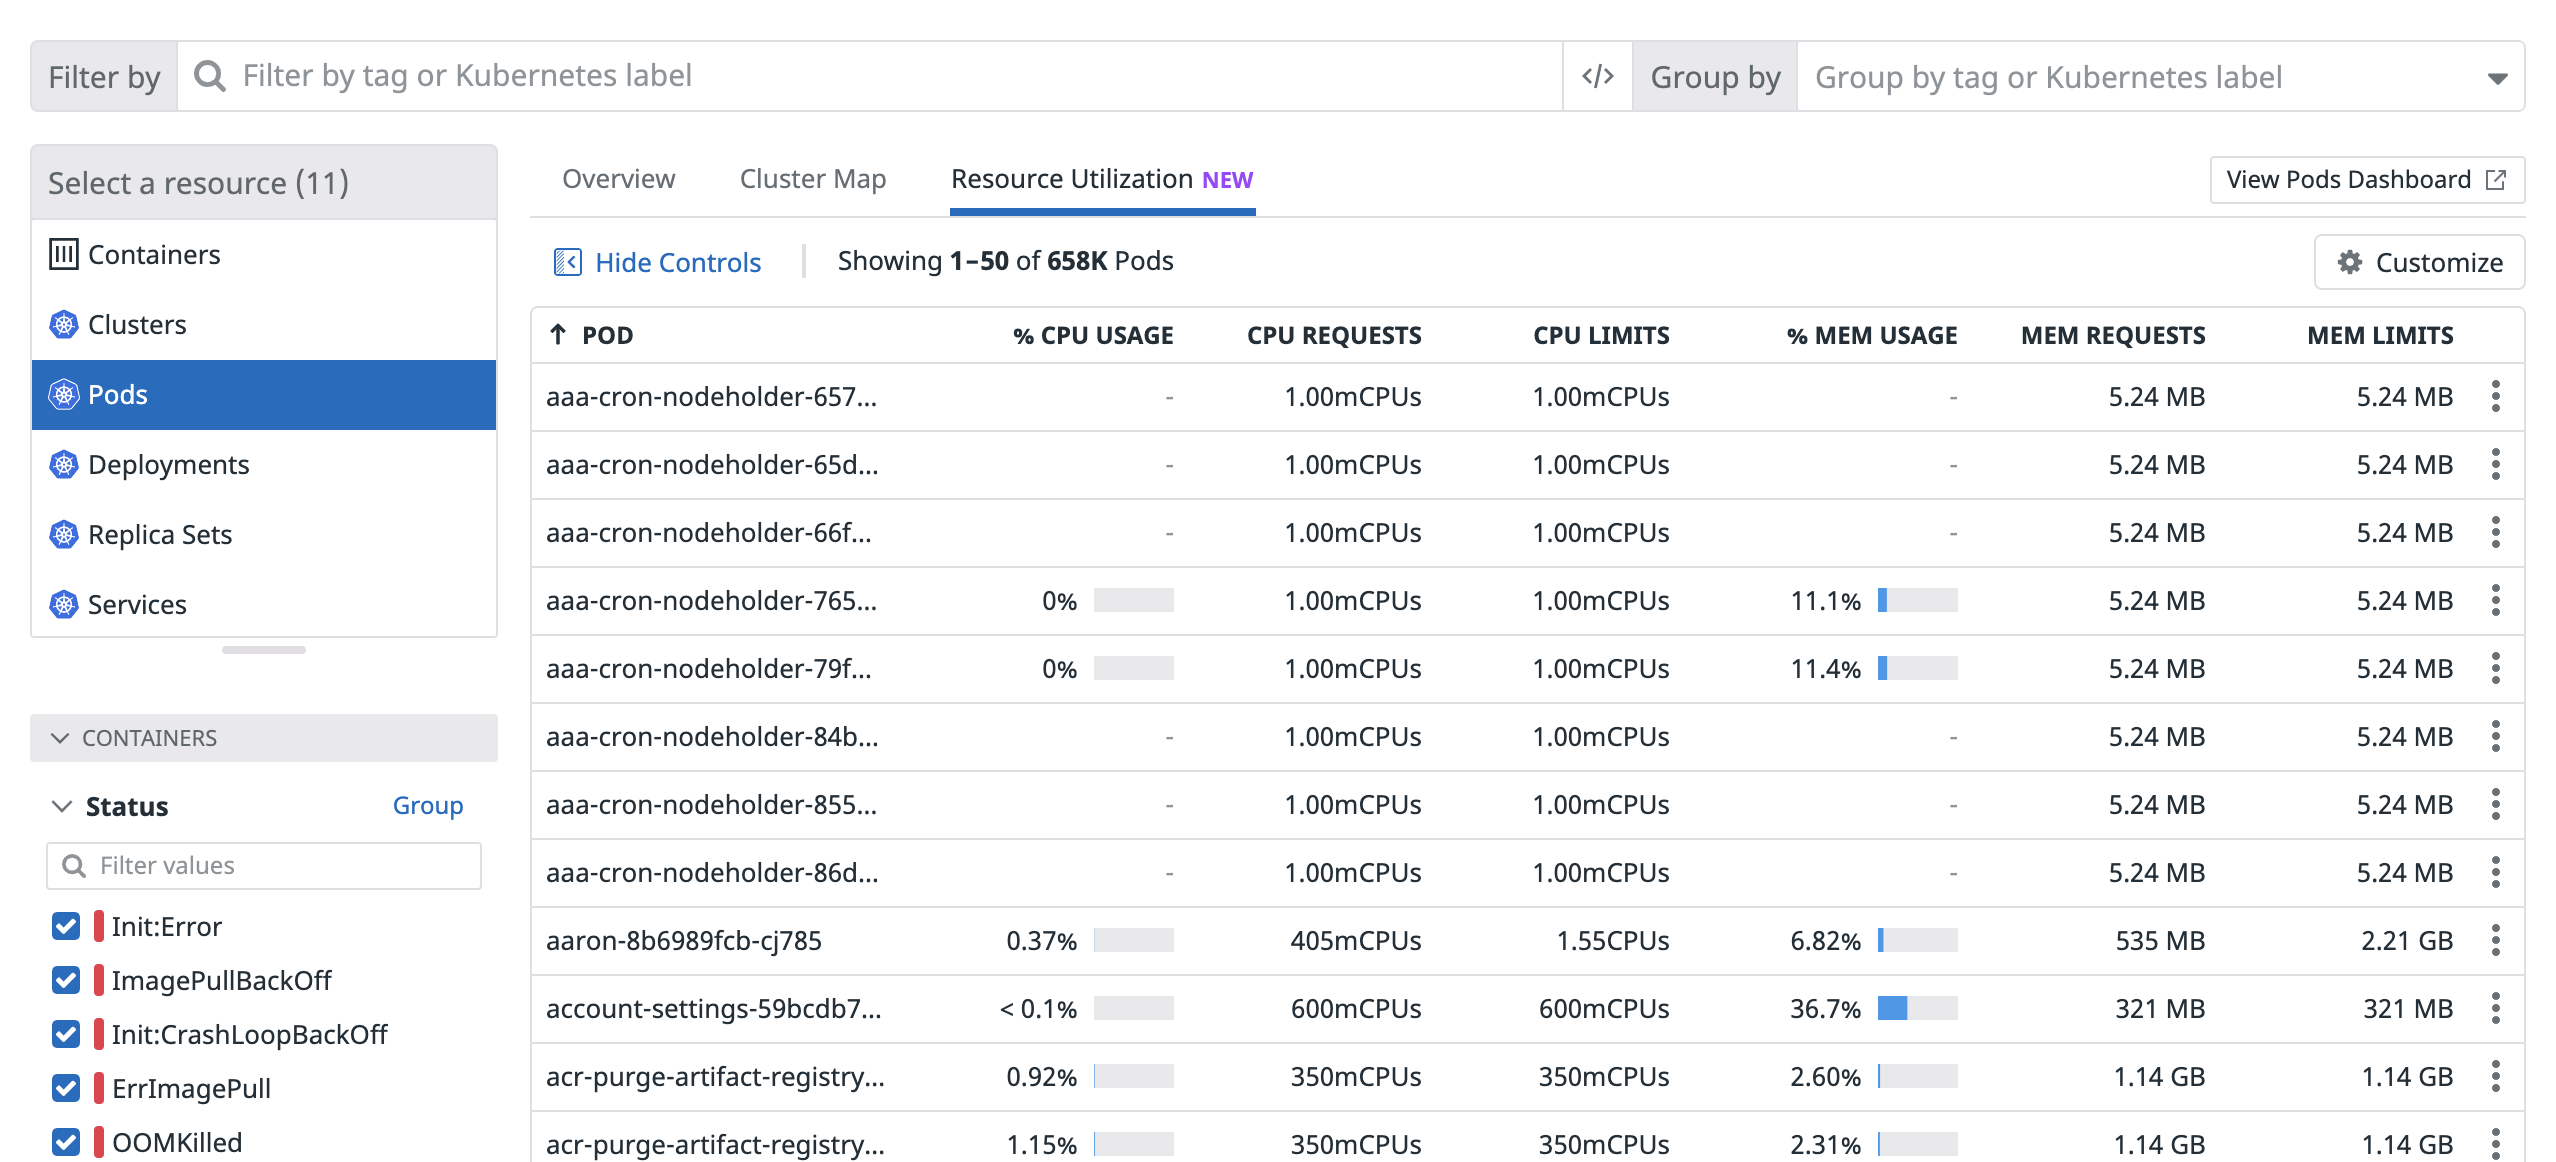 Filter by Filter by tag or Kubernetes label </> Group by Group by tag or Kubernetes label
Select a resource (11)
Containers
Clusters
Pods
Deployments
Replica Sets
Services
CONTAINERS
Status Group
Filter values
Init:Error
ImagePullBackOff
Init:CrashLoopBackOff
ErrImagePull
OOMKilled
Overview Cluster Map Resource Utilization NEW View Pods Dashboard
Hide Controls Showing 1–50 of 658K Pods Customize
↑ POD % CPU USAGE CPU REQUESTS CPU LIMITS % MEM USAGE MEM REQUESTS MEM LIMITS
aaa-cron-nodeholder-657... - 1.00mCPUs 1.00mCPUs - 5.24 MB 5.24 MB
aaa-cron-nodeholder-65d... - 1.00mCPUs 1.00mCPUs - 5.24 MB 5.24 MB
aaa-cron-nodeholder-66f... - 1.00mCPUs 1.00mCPUs - 5.24 MB 5.24 MB
aaa-cron-nodeholder-765... 0% 1.00mCPUs 1.00mCPUs 11.1% 5.24 MB 5.24 MB
aaa-cron-nodeholder-79f... 0% 1.00mCPUs 1.00mCPUs 11.4% 5.24 MB 5.24 MB
aaa-cron-nodeholder-84b... - 1.00mCPUs 1.00mCPUs - 5.24 MB 5.24 MB
aaa-cron-nodeholder-855... - 1.00mCPUs 1.00mCPUs - 5.24 MB 5.24 MB
aaa-cron-nodeholder-86d... - 1.00mCPUs 1.00mCPUs - 5.24 MB 5.24 MB
aaron-8b6989fcb-cj785 0.37% 405mCPUs 1.55CPUs 6.82% 535 MB 2.21 GB
account-settings-59bcdb7... < 0.1% 600mCPUs 600mCPUs 36.7% 321 MB 321 MB
acr-purge-artifact-registry... 0.92% 350mCPUs 350mCPUs 2.60% 1.14 GB 1.14 GB
acr-purge-artifact-registry... 1.15% 350mCPUs 350mCPUs 2.31% 1.14 GB 1.14 GB